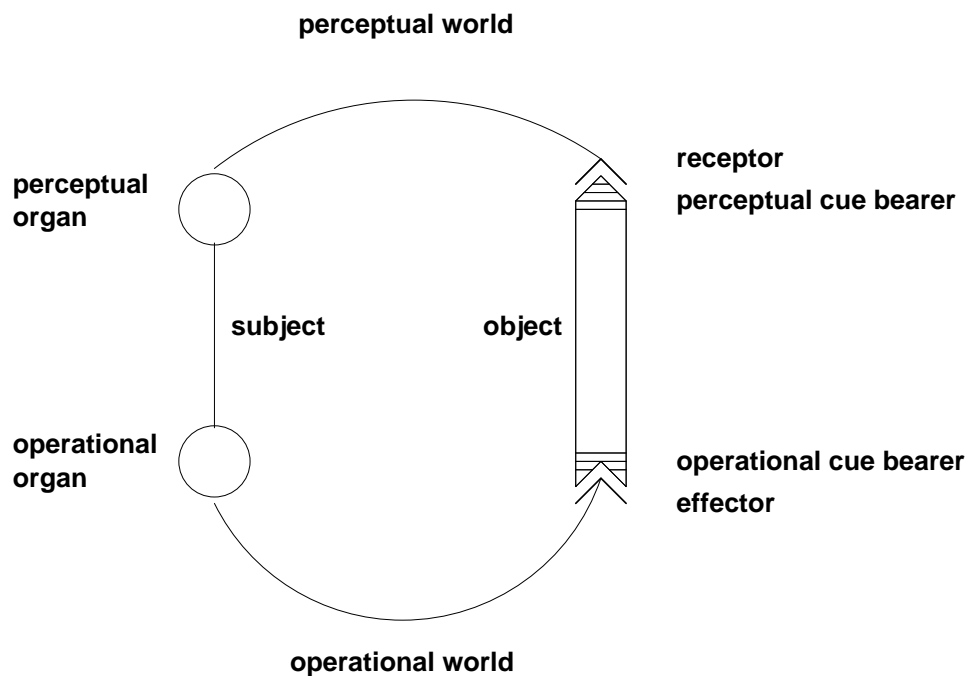 perceptual world
perceptual
organ
receptor
perceptual cue bearer
subject
object
operational
organ
operational cue bearer
effector
operational world